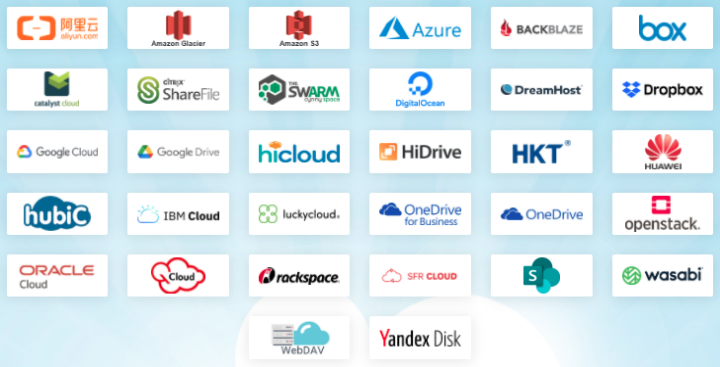 阿里云
aliyun.com
Amazon Glacier
Amazon S3
Azure
BACKBLAZE
box
catalyst cloud
citrix
ShareFile
THE
SWARM
DigitalOcean
DreamHost
Dropbox
Google Cloud
Google Drive
hicloud
HiDrive
HKT®
HUAWEI
hubiC
IBM Cloud
luckycloud
OneDrive
for Business
OneDrive
openstack.
ORACLE
Cloud
Cloud
rackspace
SFR CLOUD
S
wasabi
WebDAV
Yandex Disk